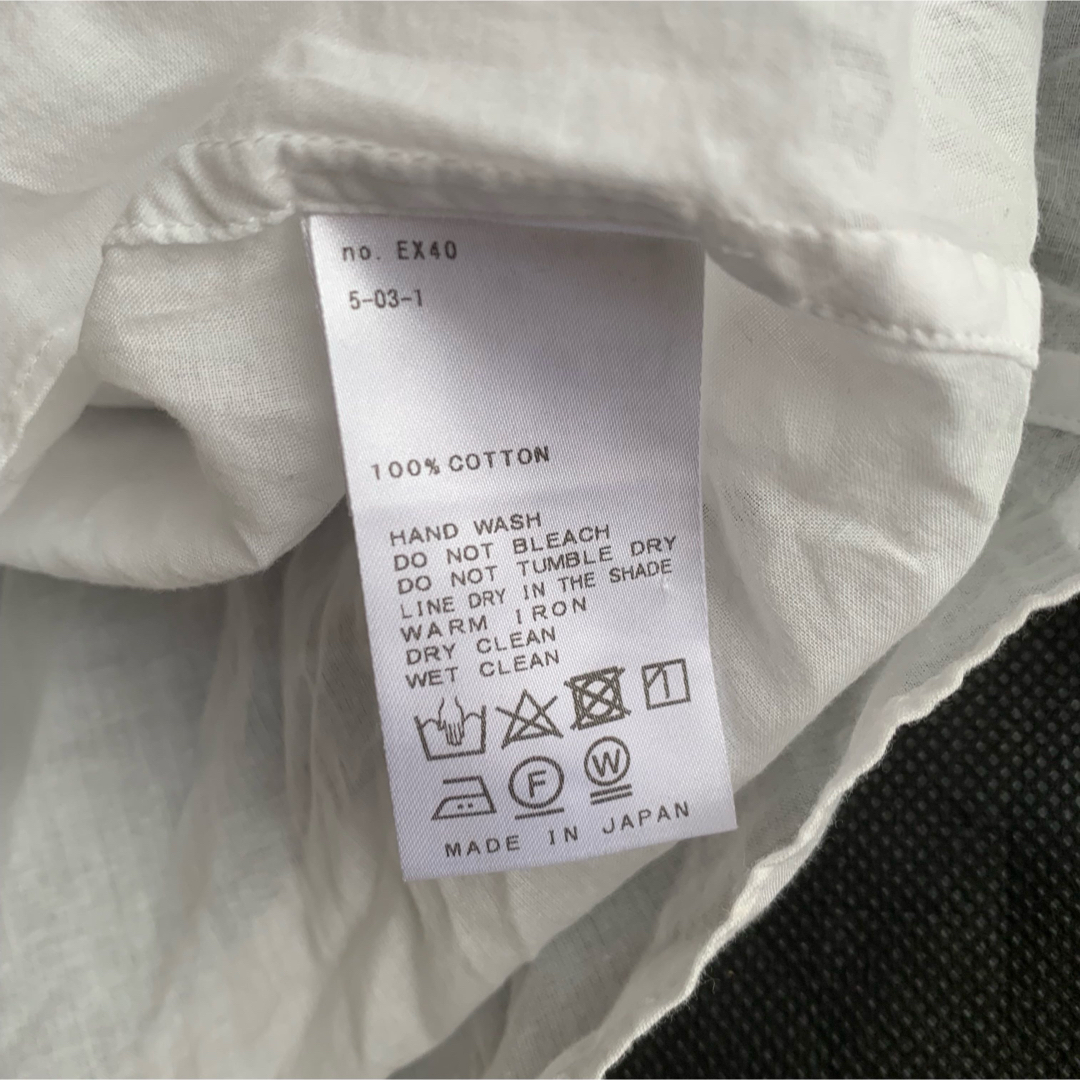 no. EX40
5-03-1
100% COTTON
HAND WASH
DO NOT BLEACH
DO NOT TUMBLE DRY
LINE DRY IN THE SHADE
WARM IRON
DRY CLEAN
WET CLEAN
F W
MADE IN JAPAN